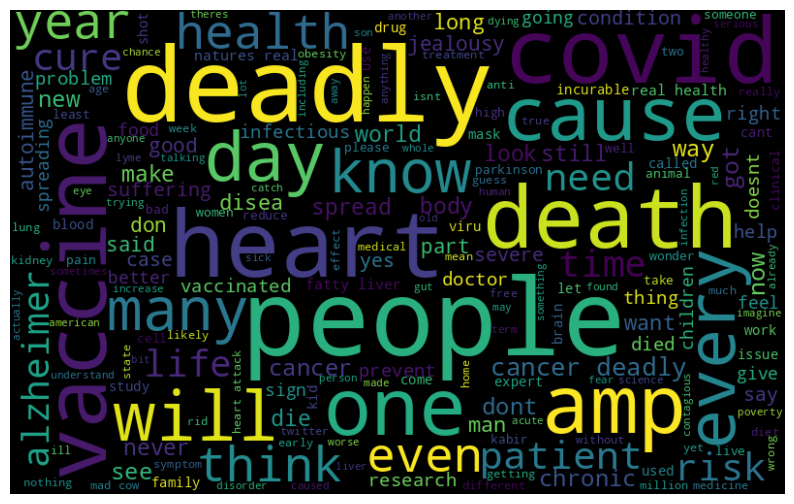 year
shot
theres
chance
cure
health
natures real
son
obesity
drug
use
another
dying
long
jealousy
going
condition
someone
two
healthy
serious
covid
problem
new
age
least
deadly
lot
including
happen
away
treatment
anything
isnt
anti
incurable
real health
really
right
cant
autoimmune
spreading
anyone
week
food
good
infectious
world
high
true
mask
cause
vaccine
day
please
whole
know
look
still
well
way
called
got
doesnt
clinical
lyme
talking
make
suffering
eye
trying
disea
catch
spread
body
parkinson
guess
human
need
animal
red
infection
death
lung
blood
don
women
reduce
bad
said
heart
old
viru
part
severe
help
kidney
pain
case
sick
effect
medical
yes
mean
doctor
time
wonder
take
now
already
feel
better
vaccinated
fatty liver
gut
free
something
let
found
thing
children
much
actually
sometimes
alzheimer
many
increase
people
may
term
brain
want
died
every
imagine
work
american
cell
likely
life
state
bit
cancer
prevent
cancer deadly
issue
understand
study
sign
heart attack
person
come
expert
fear
science
give
say
poverty
will
rid
die
kid
made
home
one
dont
man
acute
amp
contagious
risk
diet
wrong
never
twitter
early
worse
kabir
without
yet
live
ill
see
symptom
think
liver
even
patient
getting
used
nothing
mad cow
family
disorder
caused
research
different
chronic
million
medicine